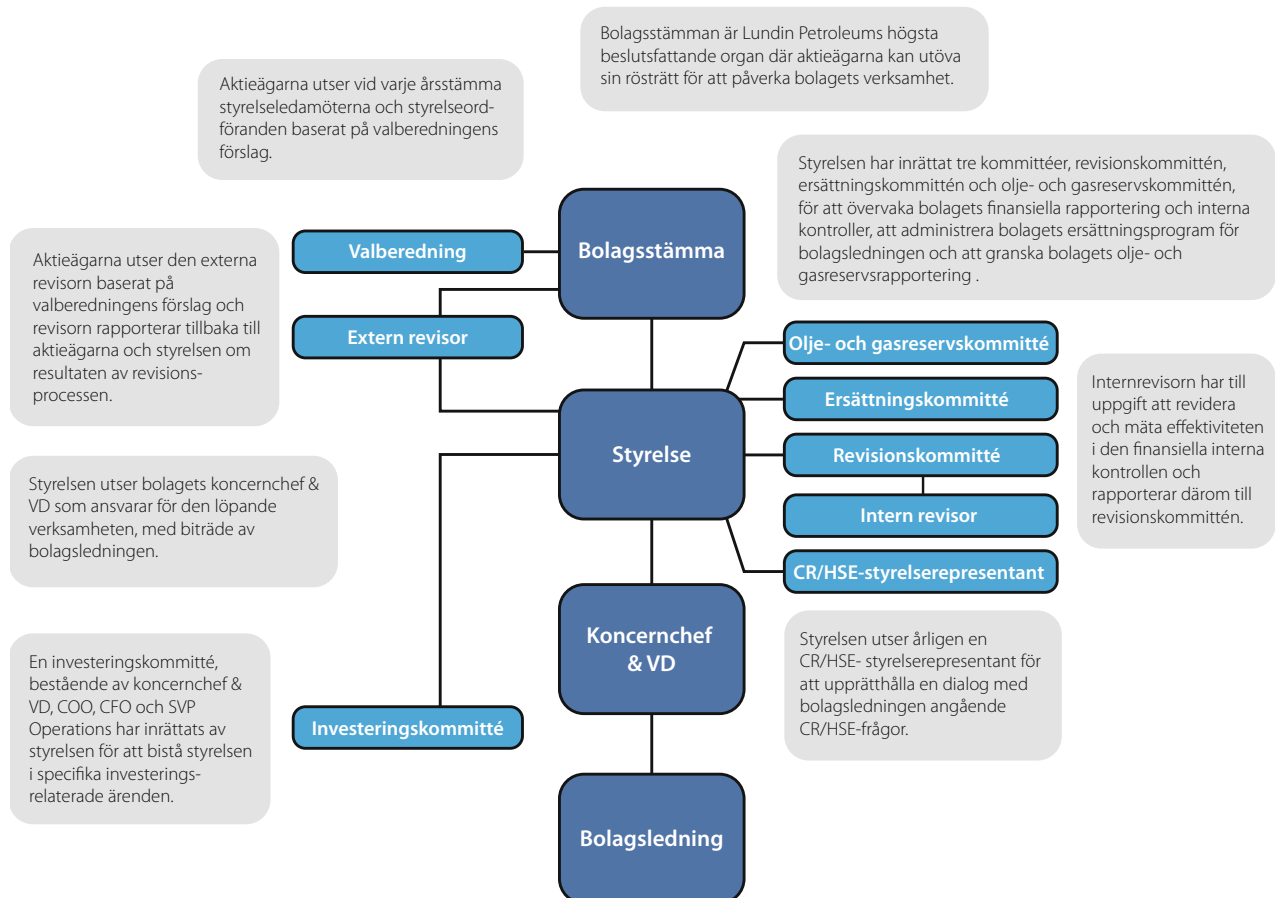 Bolagsstämman är Lundin Petroleums högsta
beslutsfattande organ där aktieägarna kan utöva
sin rösträtt för att påverka bolagets verksamhet.
Aktieägarna utser vid varje årsstämma
styrelseledamöterna och styrelseord-
föranden baserat på valberedningens
förslag.
Styrelsen har inrättat tre kommittéer, revisionskommittén,
ersättningskommittén och olje- och gasreservskommittén,
för att övervaka bolagets finansiella rapportering och interna
kontroller, att administrera bolagets ersättningsprogram för
bolagsledningen och att granska bolagets olje- och
gasreservsrapportering .
Valberedning
Bolagsstämma
Aktieägarna utser den externa
revisorn baserat på
valberedningens förslag och
revisorn rapporterar tillbaka till
aktieägarna och styrelsen om
resultaten av revisions-
processen.
Extern revisor
Olje- och gasreservskommitté
Ersättningskommitté
Internrevisorn har till
uppgift att revidera
och mäta effektiviteten
i den finansiella interna
kontrollen och
rapporterar därom till
revisionskommittén.
Styrelse
Revisionskommitté
Styrelsen utser bolagets koncernchef &
VD som ansvarar för den löpande
verksamheten, med biträde av
bolagsledningen.
Intern revisor
CR/HSE-styrelserepresentant
Koncernchef
& VD
Styrelsen utser årligen en
CR/HSE- styrelserepresentant för
att upprätthålla en dialog med
bolagsledningen angående
CR/HSE-frågor.
En investeringskommitté,
bestående av koncernchef &
VD, COO, CFO och SVP
Operations har inrättats av
styrelsen för att bistå styrelsen
i specifika investerings-
relaterade ärenden.
Investeringskommitté
Bolagsledning